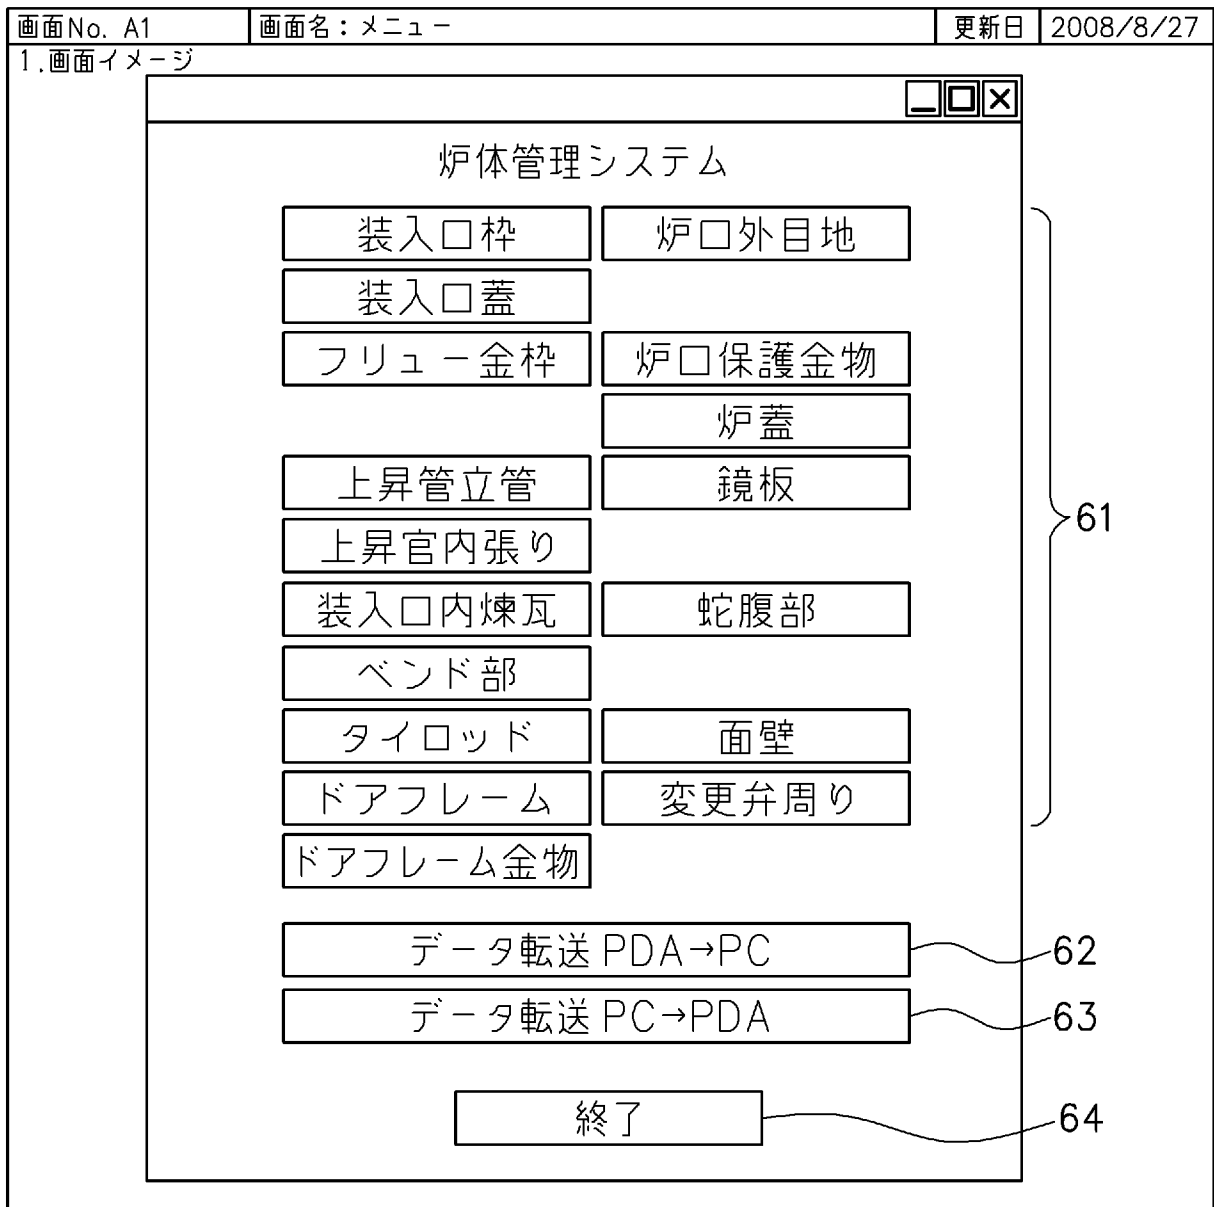 画面No. A1 画面名：メニュー 更新日 2008/8/27
1.画面イメージ
炉体管理システム
装入口枠 炉口外目地
装入口蓋
フリュー金枠 炉口保護金物
炉蓋
上昇管立管 鏡板
61
上昇官内張り
装入口内煉瓦 蛇腹部
ベンド部
タイロッド 面壁
ドアフレーム 変更弁周り
ドアフレーム金物
データ転送 PDA→PC 62
データ転送 PC→PDA 63
終了 64